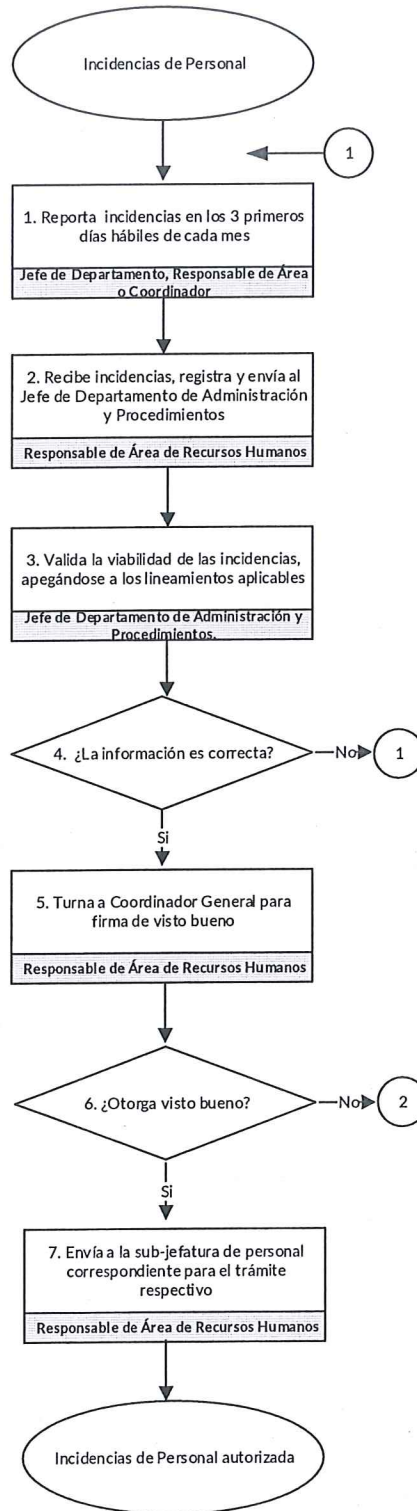 Incidencias de Personal
1
1. Reporta incidencias en los 3 primeros
días hábiles de cada mes
Jefe de Departamento, Responsable de Área
o Coordinador
2. Recibe incidencias, registra y envía al
Jefe de Departamento de Administración
y Procedimientos
Responsable de Área de Recursos Humanos
3. Valida la viabilidad de las incidencias,
apegándose a los lineamientos aplicables
Jefe de Departamento de Administración y
Procedimientos.
4. ¿La información es correcta?
No
1
Si
5. Turna a Coordinador General para
firma de visto bueno
Responsable de Área de Recursos Humanos
6. ¿Otorga visto bueno?
No
2
Si
7. Envía a la sub-jefatura de personal
correspondiente para el trámite
respectivo
Responsable de Área de Recursos Humanos
Incidencias de Personal autorizada